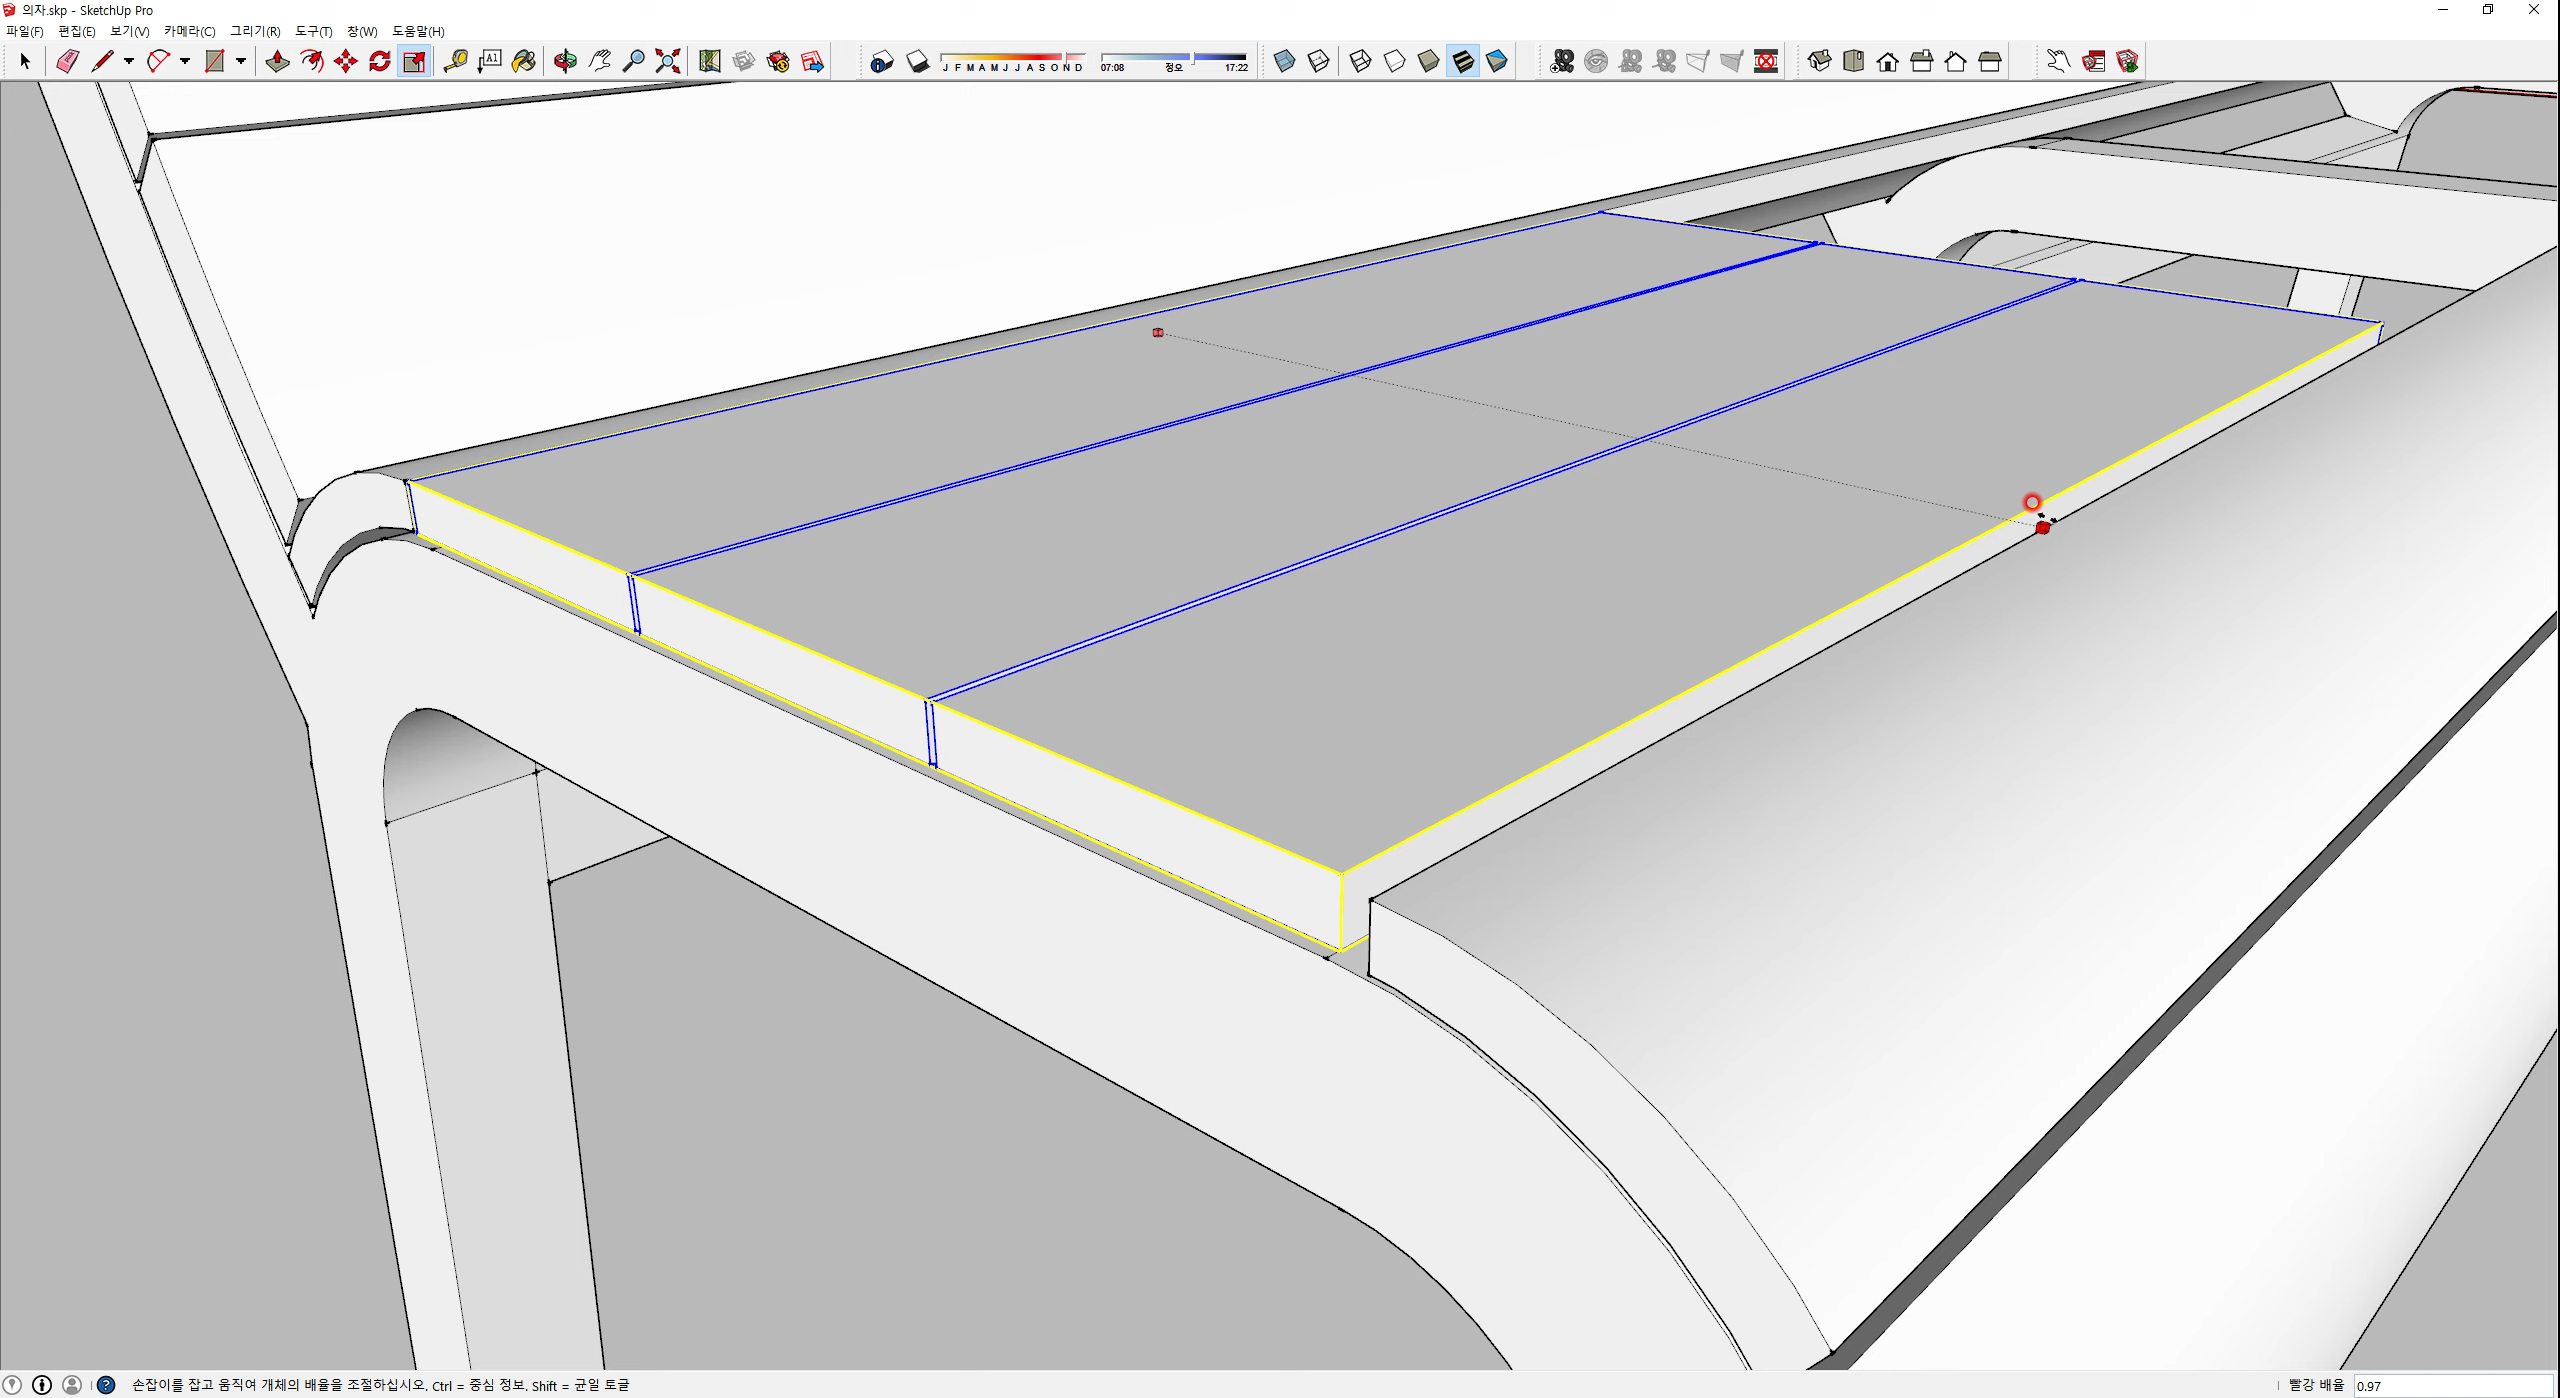 의자.skp - SketchUp Pro
파일(F) 편집(E) 보기(V) 카메라(C) 그리기(R) 도구(T) 창(W) 도움말(H)
A1
J F M A M J J A S O N D
07:08 정오 17:22
손잡이를 잡고 움직여 개체의 배율을 조절하십시오. Ctrl = 중심 정보. Shift = 균일 토글
빨강 배율 0.97